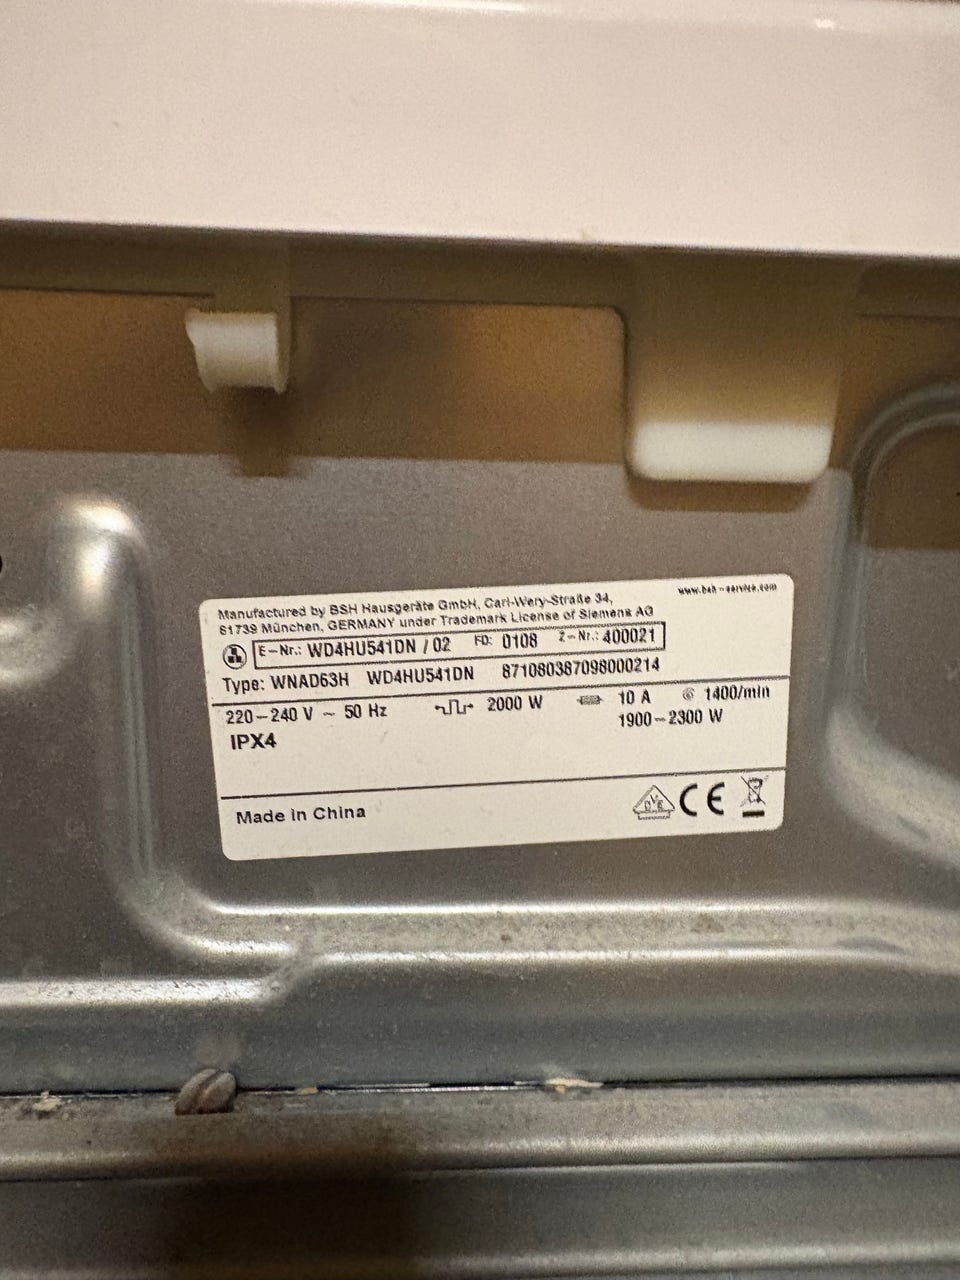 www.bsh-service.com
Manufactured by BSH Hausgeräte GmbH, Carl-Wery-Straße 34,
81739 München, GERMANY under Trademark License of Siemens AG
E-Nr.: WD4HU541DN / 02 FD: 0108 Z-Nr.: 400021
Type: WNAD63H WD4HU541DN 871080387098000214
220-240 V ~ 50 Hz 2000 W 10 A 1400/min
1900-2300 W
IPX4
Made in China
DVE CE